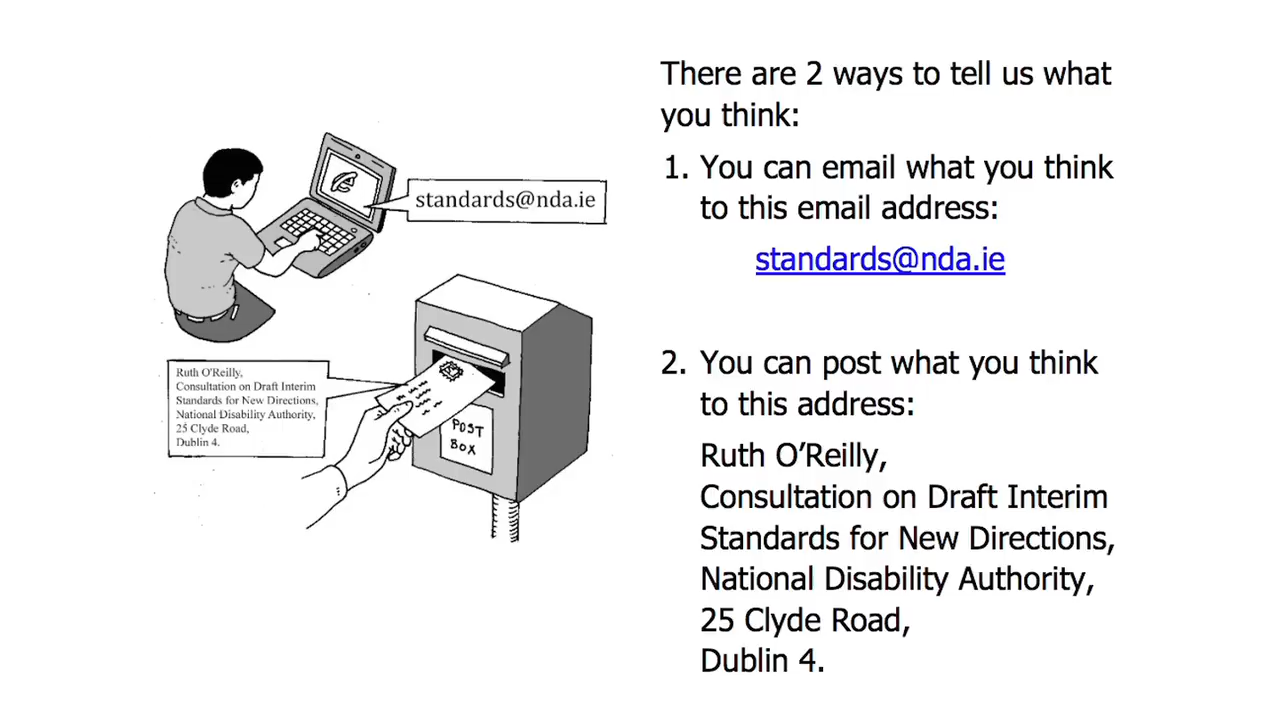 There are 2 ways to tell us what
you think:
1. You can email what you think
to this email address:
standards@nda.ie
2. You can post what you think
to this address:
Ruth O’Reilly,
Consultation on Draft Interim
Standards for New Directions,
National Disability Authority,
25 Clyde Road,
Dublin 4.
standards@nda.ie
Ruth O'Reilly,
Consultation on Draft Interim
Standards for New Directions,
National Disability Authority,
25 Clyde Road,
Dublin 4.
POST
BOX